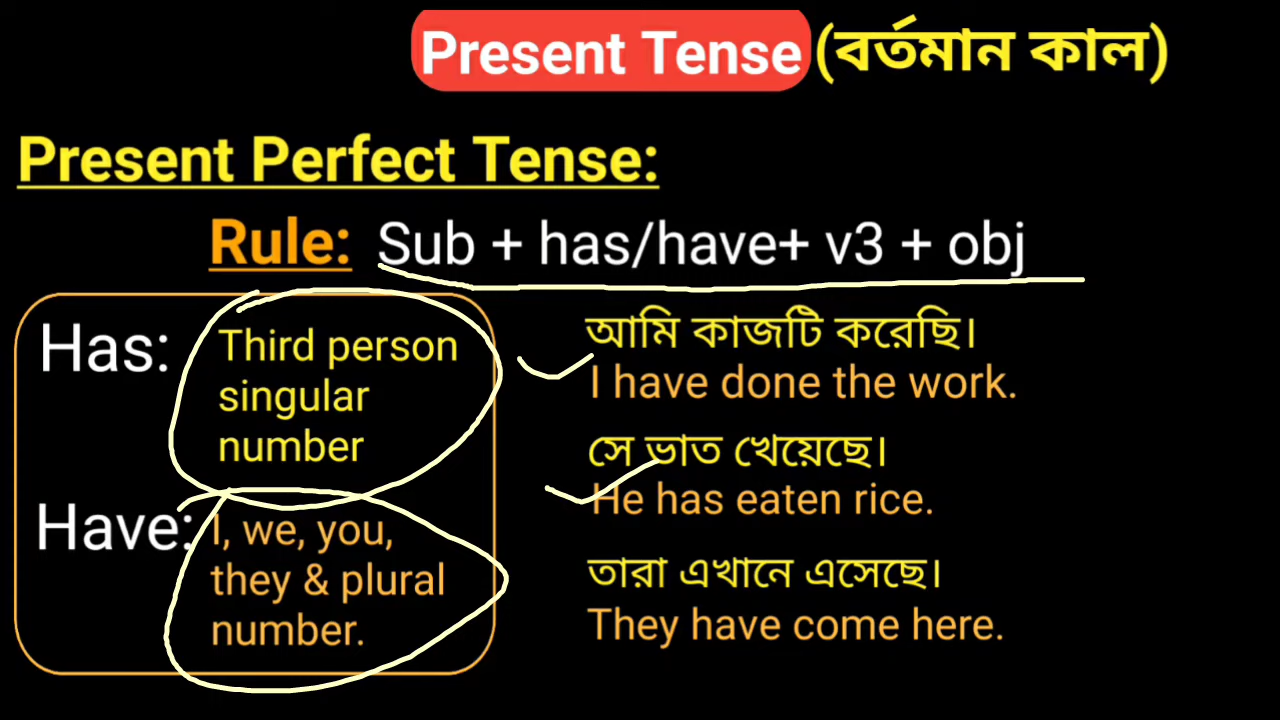 Present Tense (বর্তমান কাল)
Present Perfect Tense:
Rule: Sub + has/have+ v3 + obj
Has: Third person
singular
number
Have: I, we, you,
they & plural
number.
আমি কাজটি করেছি।
I have done the work.
সে ভাত খেয়েছে।
He has eaten rice.
তারা এখানে এসেছে।
They have come here.